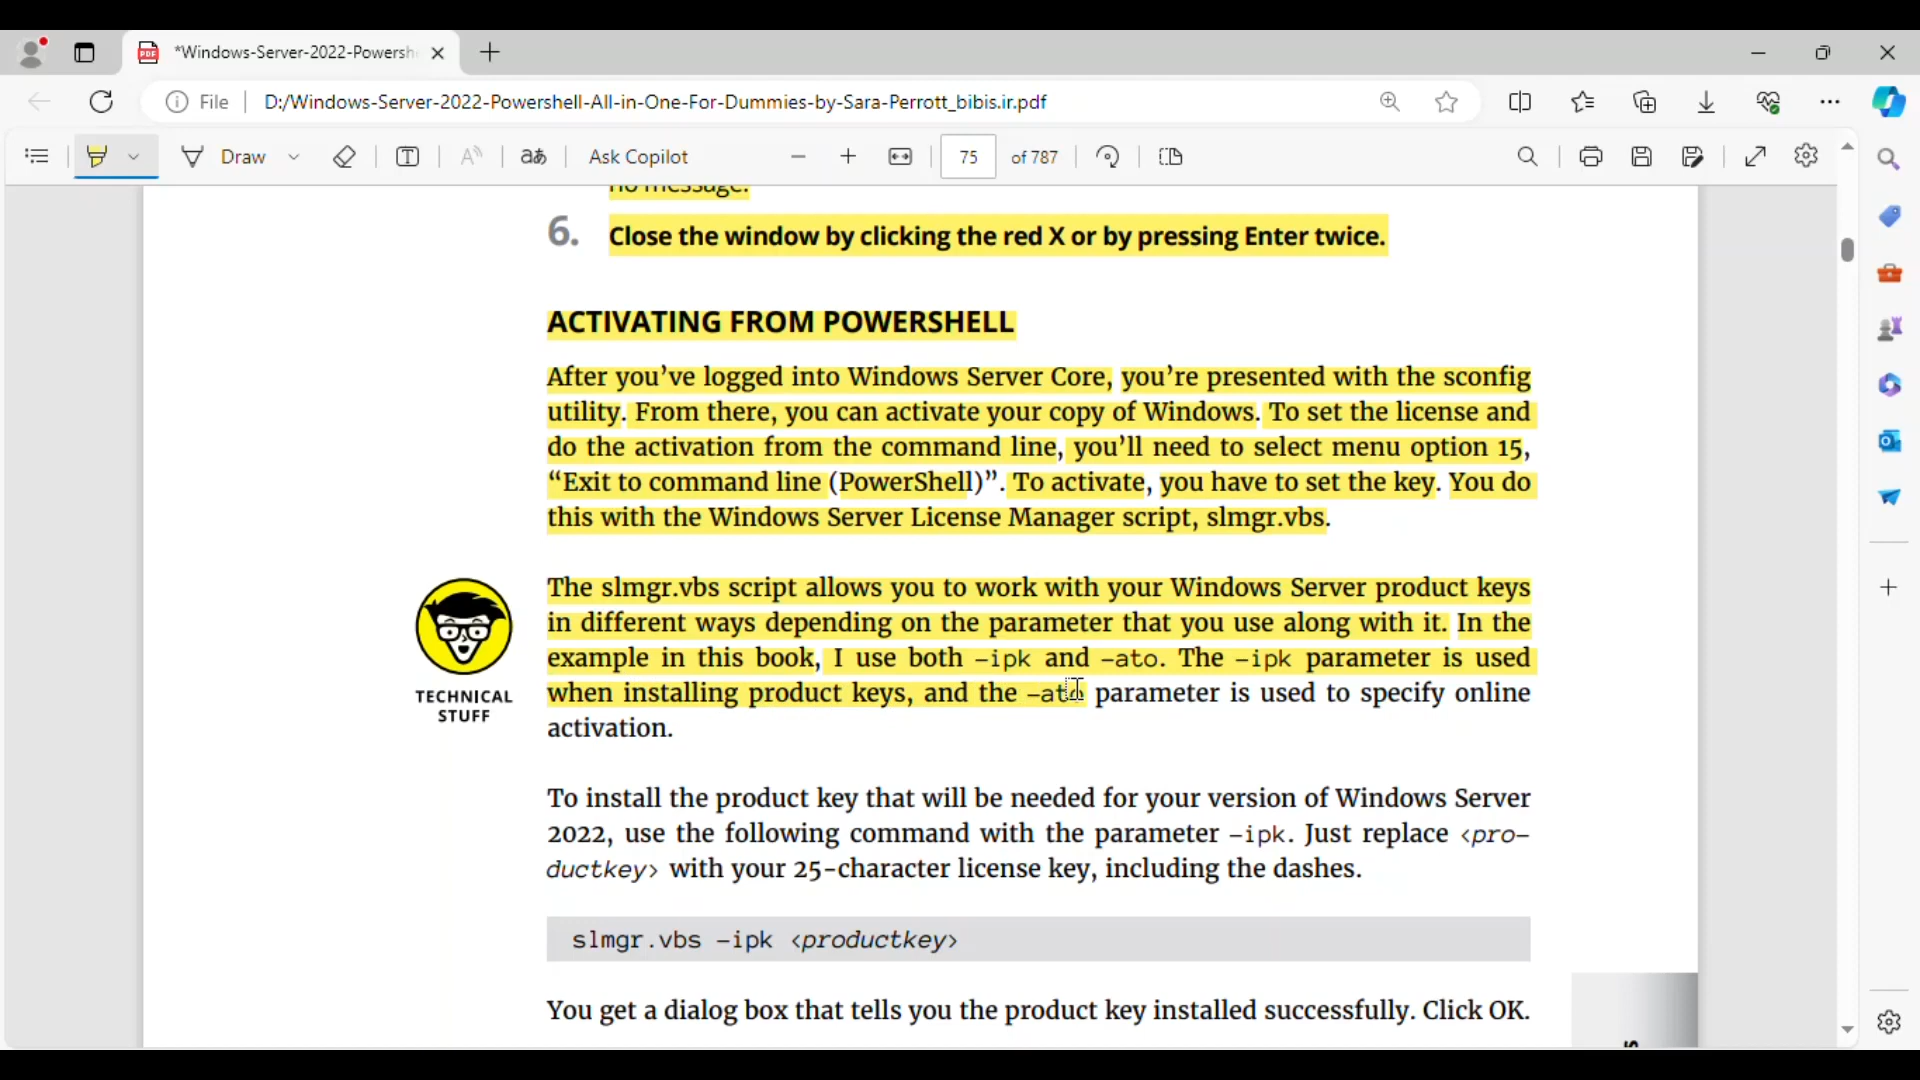 *Windows-Server-2022-Powersh
File
D:/Windows-Server-2022-Powershell-All-in-One-For-Dummies-by-Sara-Perrott_bibis.ir.pdf
Draw
Ask Copilot
75
of 787
no message.
6. Close the window by clicking the red X or by pressing Enter twice.
ACTIVATING FROM POWERSHELL
After you’ve logged into Windows Server Core, you’re presented with the sconfig
utility. From there, you can activate your copy of Windows. To set the license and
do the activation from the command line, you’ll need to select menu option 15,
“Exit to command line (PowerShell)”. To activate, you have to set the key. You do
this with the Windows Server License Manager script, slmgr.vbs.
TECHNICAL
STUFF
The slmgr.vbs script allows you to work with your Windows Server product keys
in different ways depending on the parameter that you use along with it. In the
example in this book, I use both –ipk and –ato. The –ipk parameter is used
when installing product keys, and the –ato parameter is used to specify online
activation.
To install the product key that will be needed for your version of Windows Server
2022, use the following command with the parameter –ipk. Just replace <pro-
ductkey> with your 25-character license key, including the dashes.
slmgr.vbs –ipk <productkey>
You get a dialog box that tells you the product key installed successfully. Click OK.